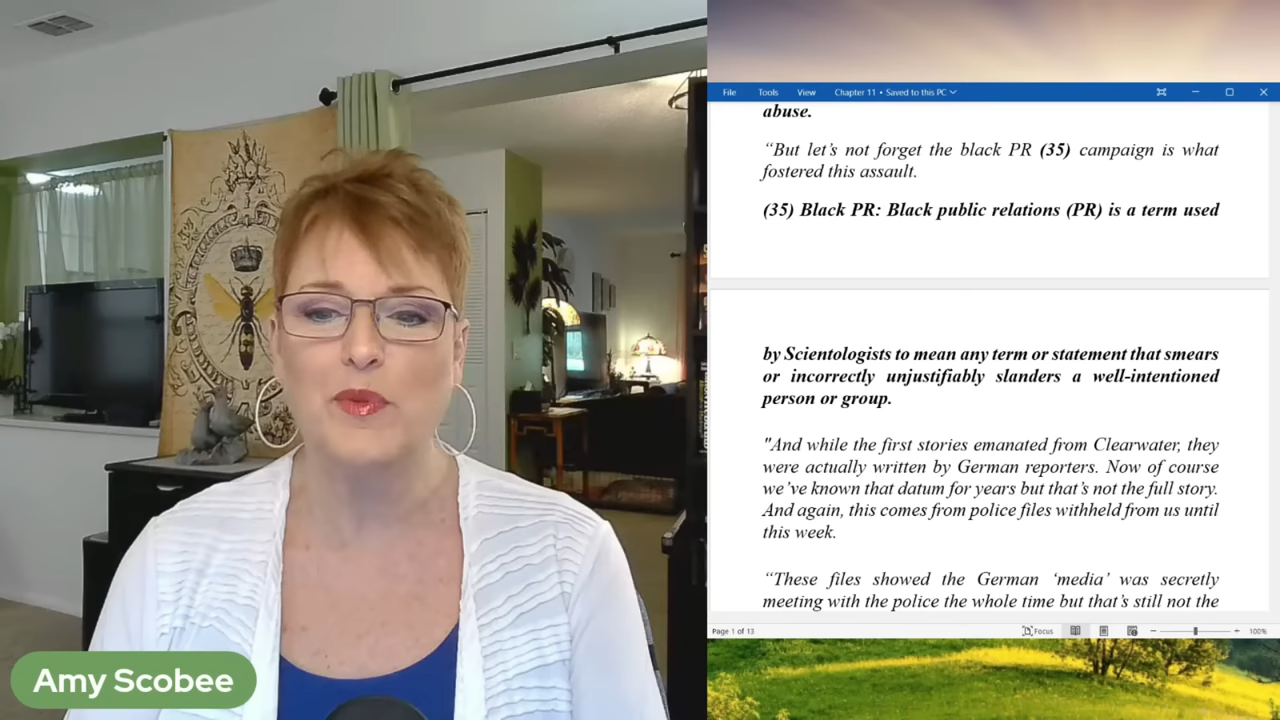 File Tools View Chapter 11 • Saved to this PC
abuse.
“But let’s not forget the black PR (35) campaign is what
fostered this assault.
(35) Black PR: Black public relations (PR) is a term used
by Scientologists to mean any term or statement that smears
or incorrectly unjustifiably slanders a well-intentioned
person or group.
"And while the first stories emanated from Clearwater, they
were actually written by German reporters. Now of course
we’ve known that datum for years but that’s not the full story.
And again, this comes from police files withheld from us until
this week.
“These files showed the German ‘media’ was secretly
meeting with the police the whole time but that’s still not the
Page 1 of 13 Focus 100%
Amy Scobee